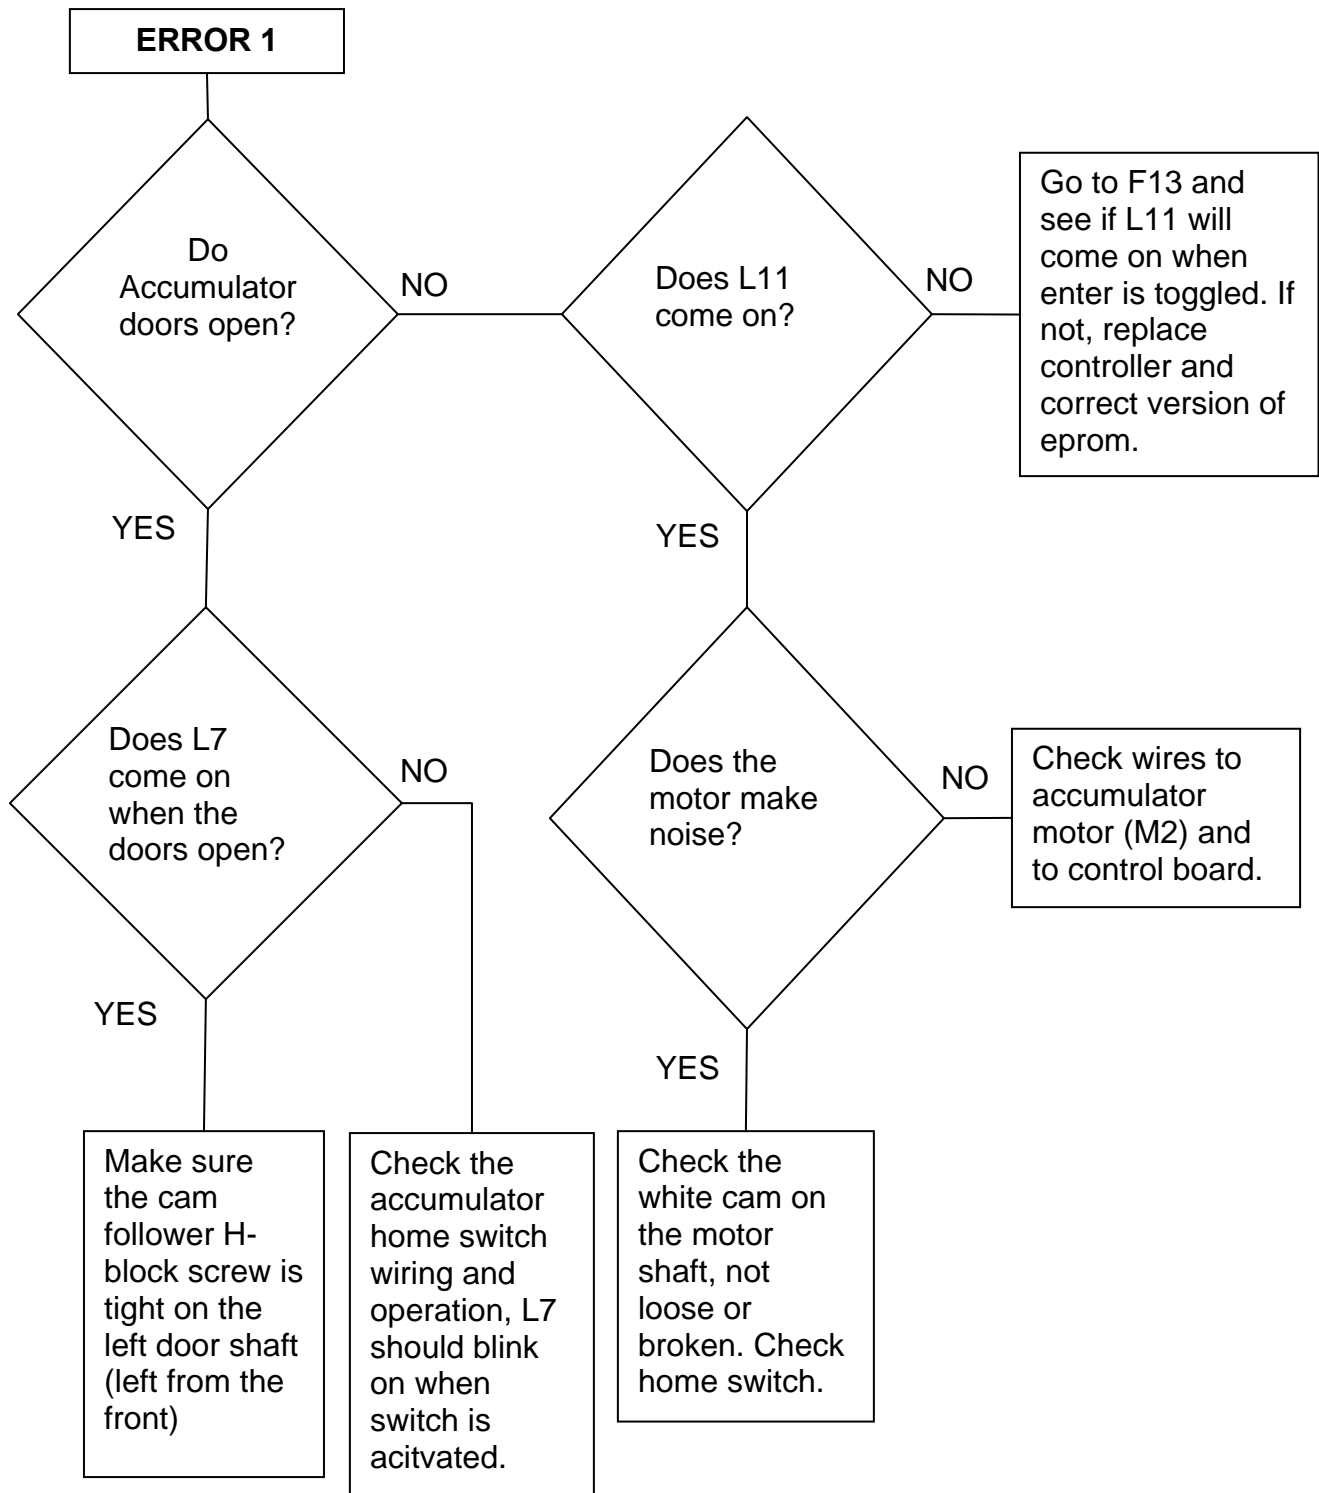 ERROR 1
Do
Accumulator
doors open?
NO
Does L11
come on?
NO
Go to F13 and
see if L11 will
come on when
enter is toggled. If
not, replace
controller and
correct version of
eprom.
YES
YES
Does L7
come on
when the
doors open?
NO
Does the
motor make
noise?
NO
Check wires to
accumulator
motor (M2) and
to control board.
YES
YES
Make sure
the cam
follower H-
block screw is
tight on the
left door shaft
(left from the
front)
Check the
accumulator
home switch
wiring and
operation, L7
should blink
on when
switch is
acitvated.
Check the
white cam on
the motor
shaft, not
loose or
broken. Check
home switch.